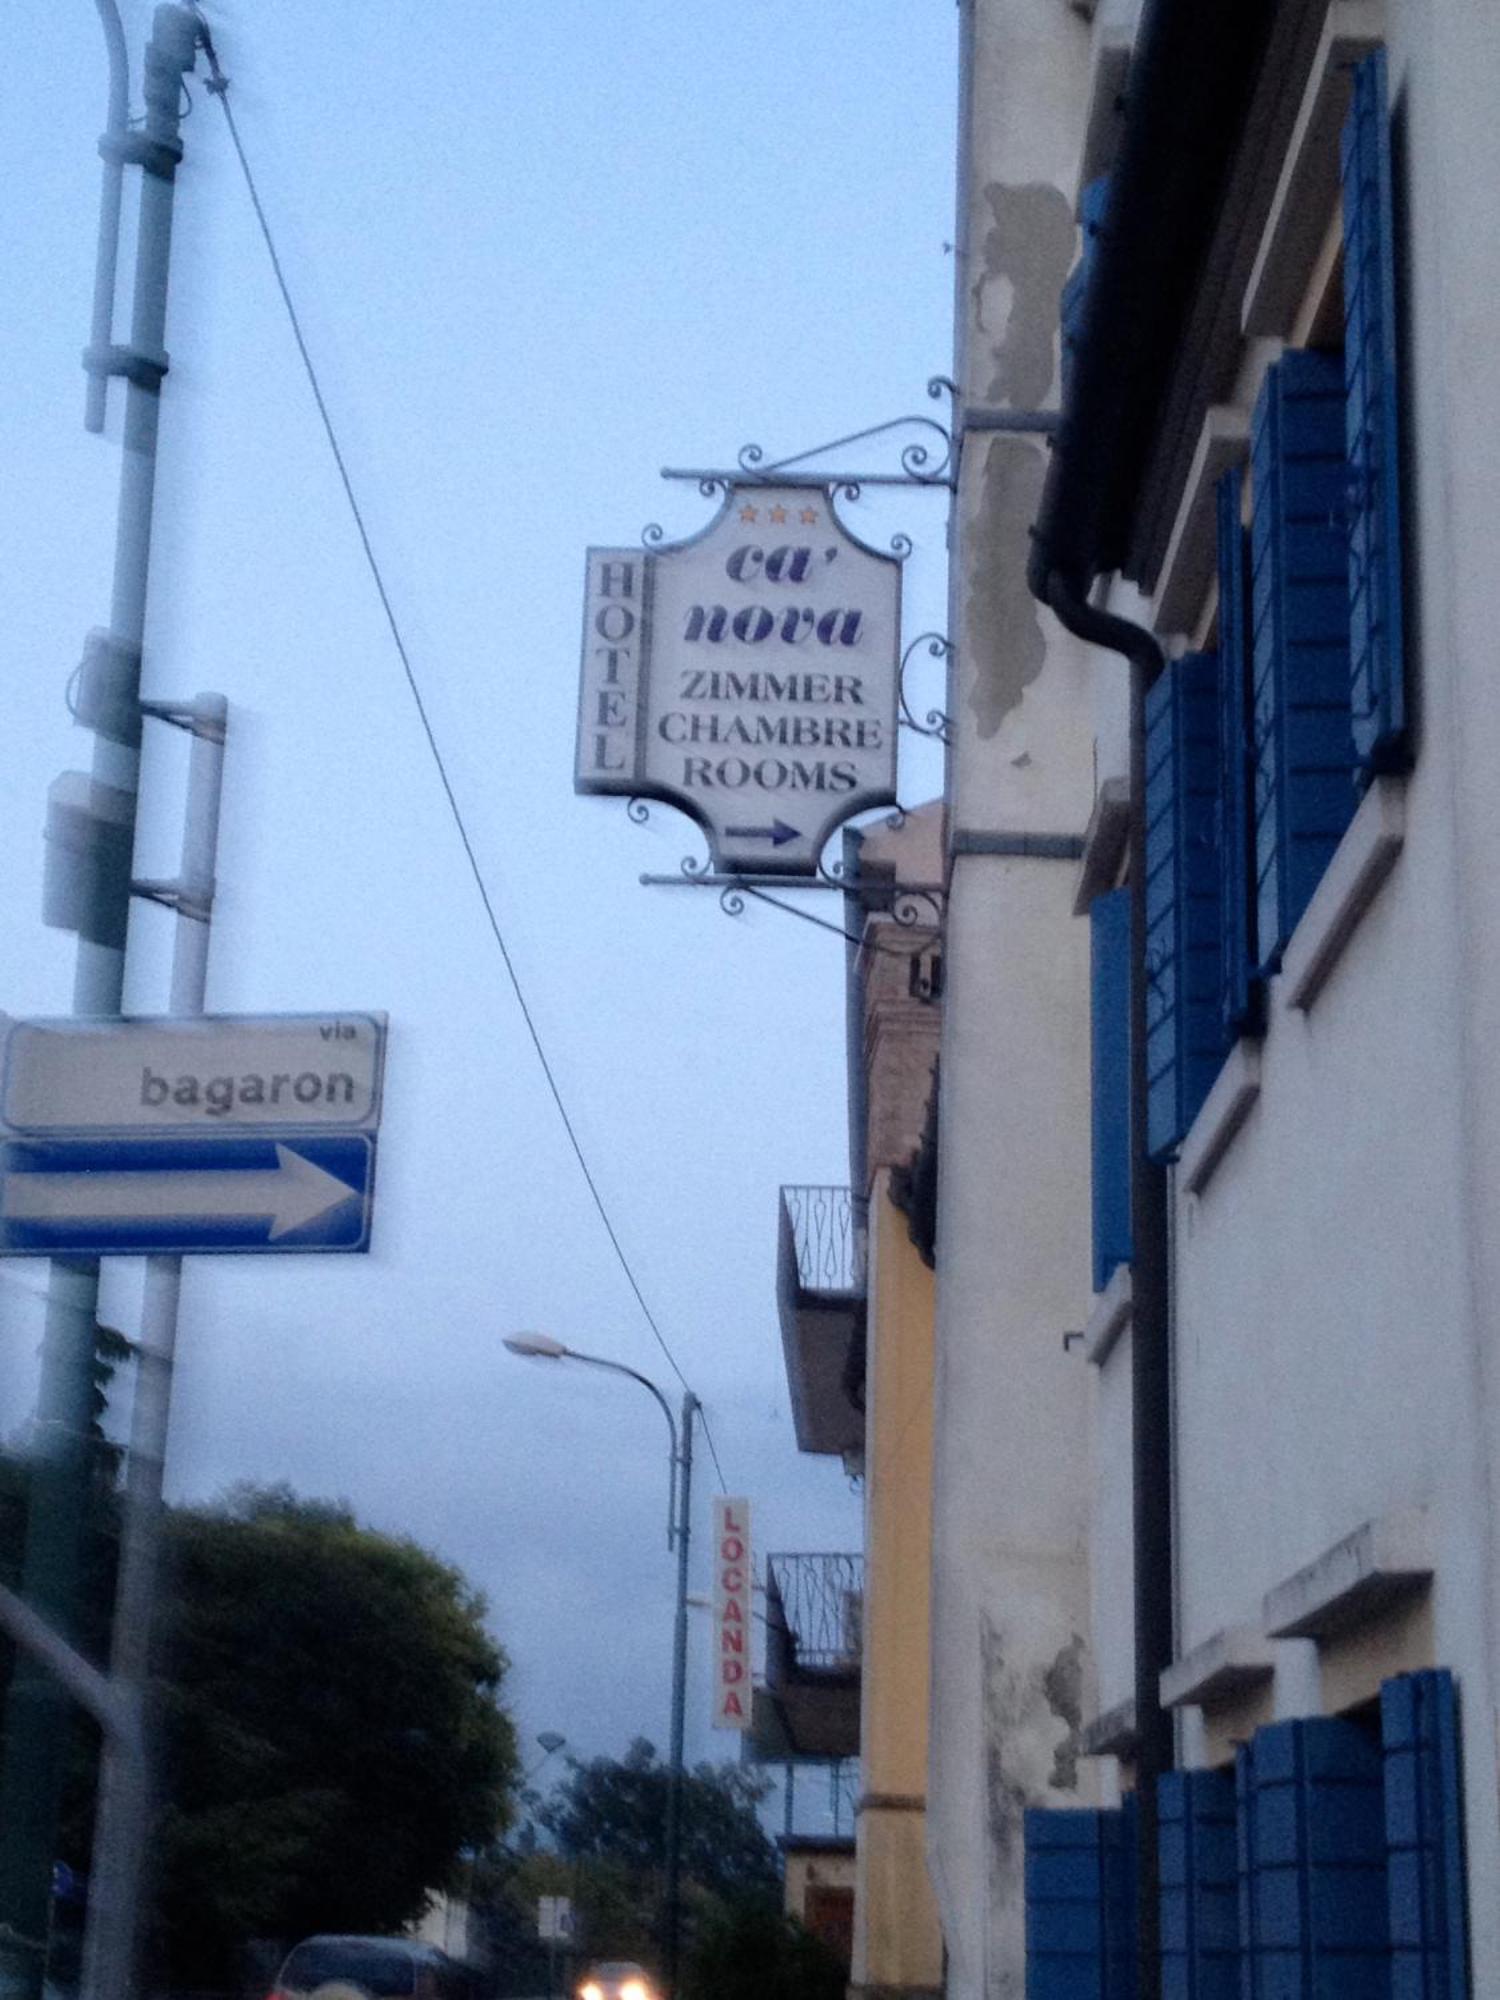 HOTEL
ca'
nova
ZIMMER
CHAMBRE
ROOMS
via
bagaron
LOCANDA